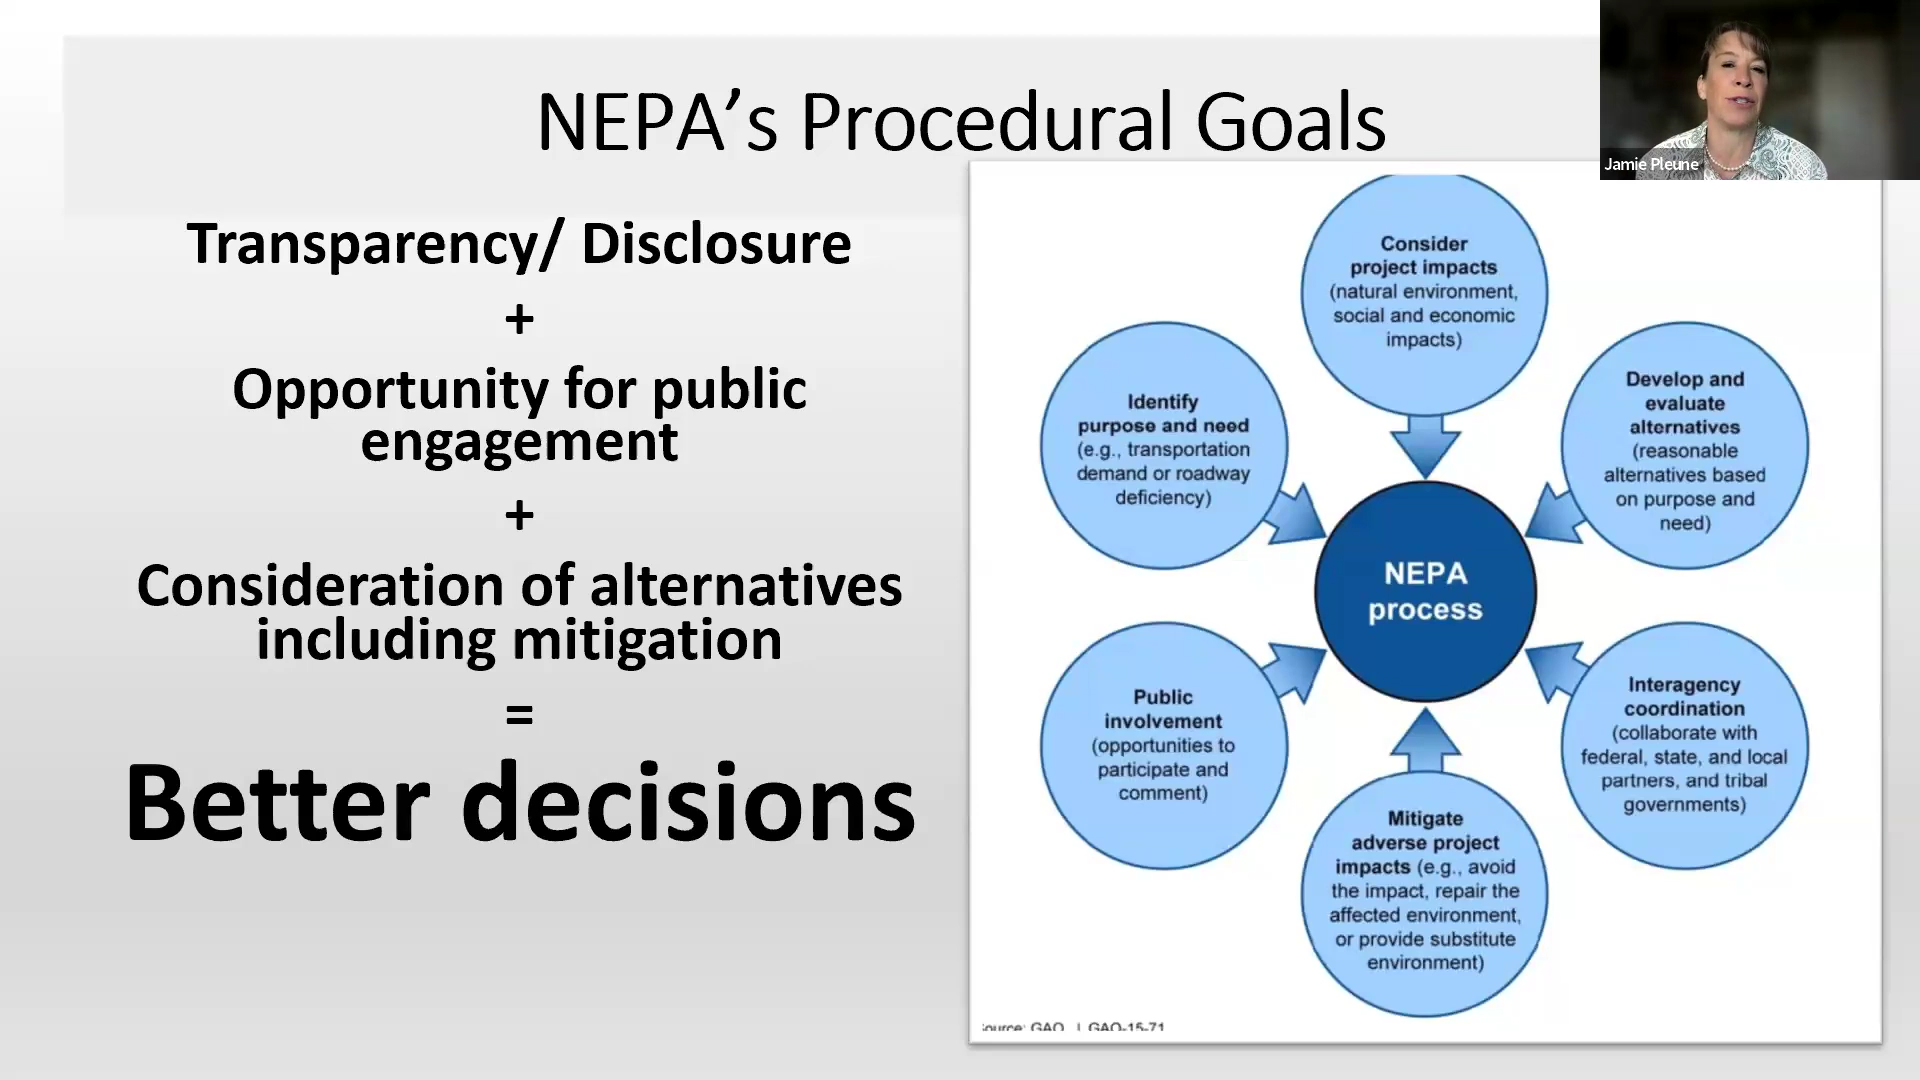 NEPA’s Procedural Goals
Jamie Pleune
Transparency/ Disclosure
+
Opportunity for public
engagement
+
Consideration of alternatives
including mitigation
=
Better decisions
Consider
project impacts
(natural environment,
social and economic
impacts)
Identify
purpose and need
(e.g., transportation
demand or roadway
deficiency)
Develop and
evaluate
alternatives
(reasonable
alternatives based
on purpose and
need)
NEPA
process
Public
involvement
(opportunities to
participate and
comment)
Interagency
coordination
(collaborate with
federal, state, and local
partners, and tribal
governments)
Mitigate
adverse project
impacts (e.g., avoid
the impact, repair the
affected environment,
or provide substitute
environment)
Source: GAO. | GAO-15-71